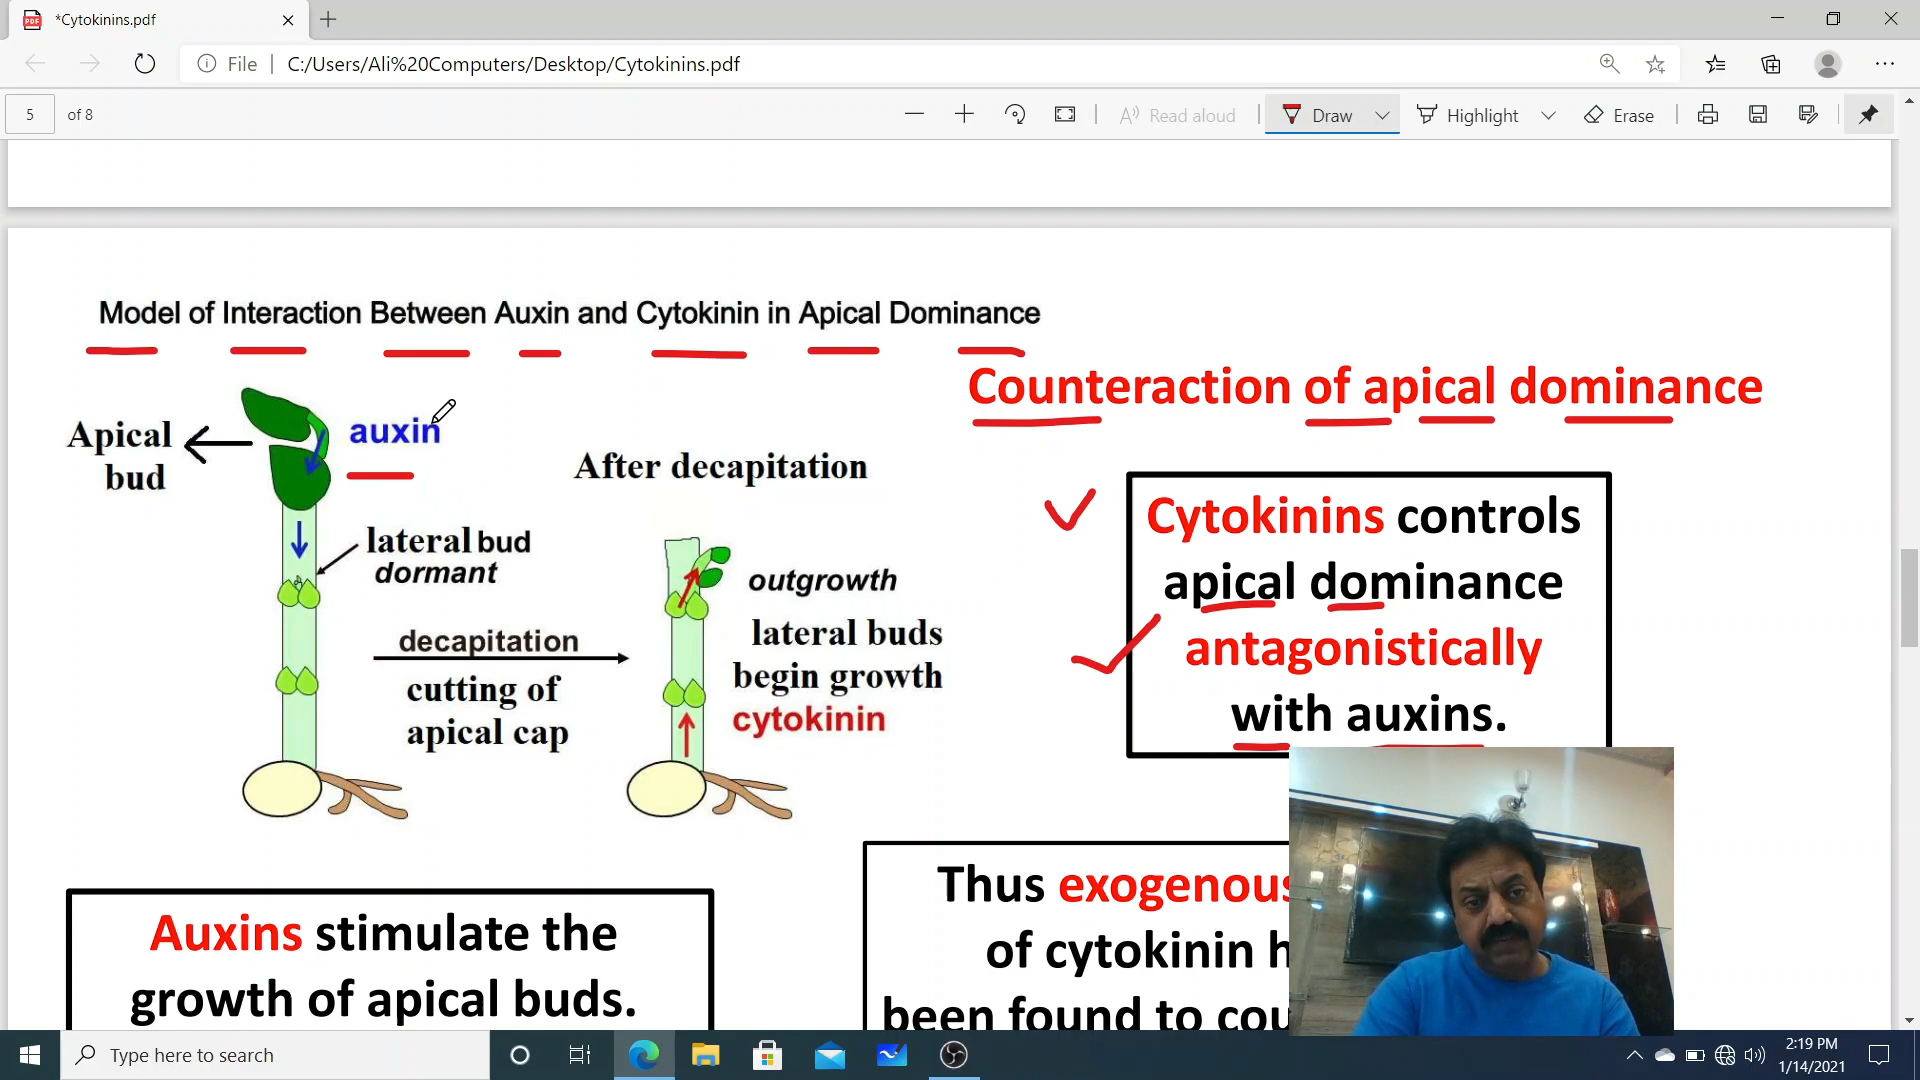 *Cytokinins.pdf
File
C:/Users/Ali%20Computers/Desktop/Cytokinins.pdf
5 of 8
Read aloud
Draw
Highlight
Erase
Model of Interaction Between Auxin and Cytokinin in Apical Dominance
Counteraction of apical dominance
Apical
bud
auxin
After decapitation
lateral bud
dormant
decapitation
cutting of
apical cap
outgrowth
lateral buds
begin growth
cytokinin
Cytokinins controls
apical dominance
antagonistically
with auxins.
Auxins stimulate the
growth of apical buds.
Thus exogenous
of cytokinin h
been found to cou
Type here to search
2:19 PM
1/14/2021